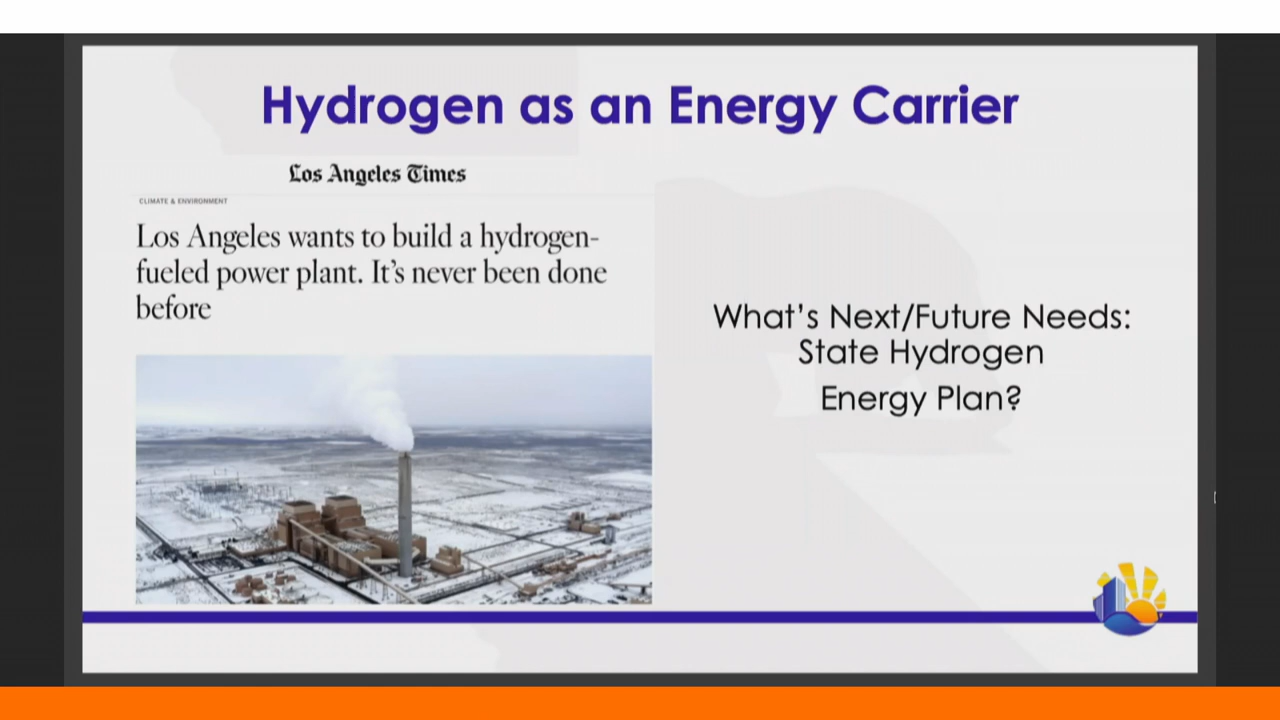 Hydrogen as an Energy Carrier
Los Angeles Times
CLIMATE & ENVIRONMENT
Los Angeles wants to build a hydrogen-
fueled power plant. It's never been done
before
What's Next/Future Needs:
State Hydrogen
Energy Plan?